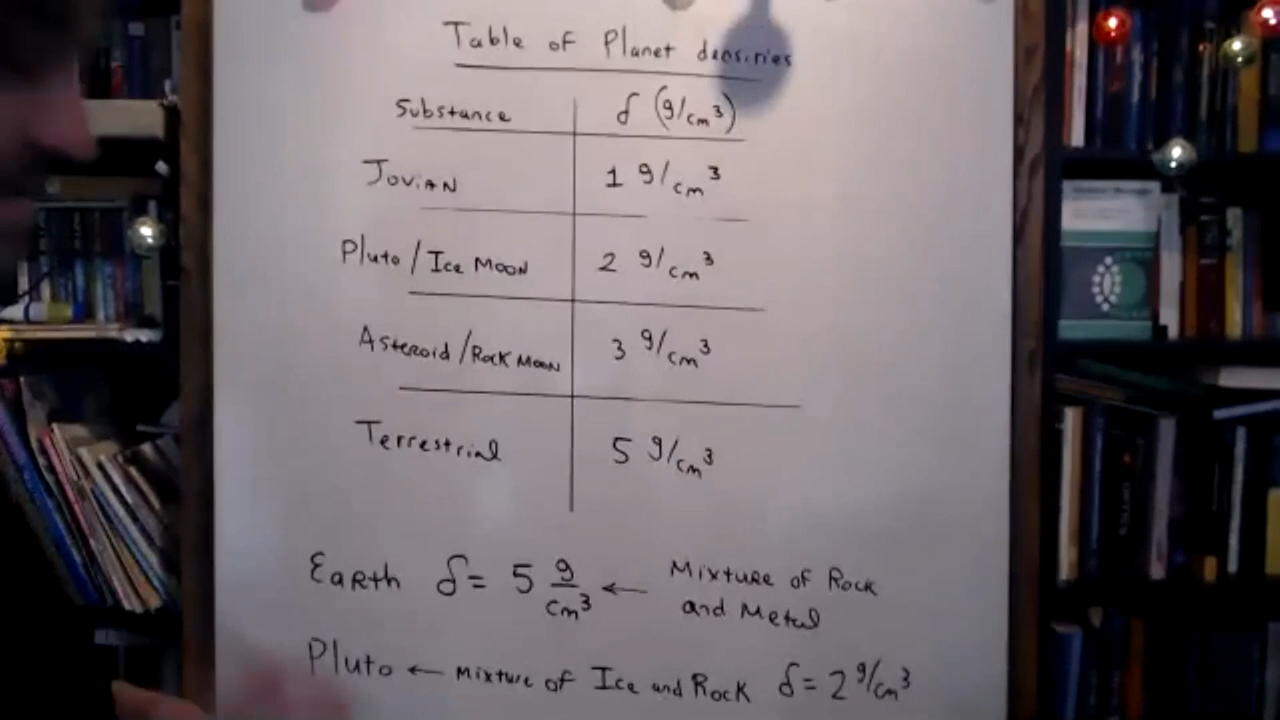 Table of Planet densities
Substance δ (g/cm³)
Jovian 1 g/cm³
Pluto / Ice Moon 2 g/cm³
Asteroid / Rock Moon 3 g/cm³
Terrestrial 5 g/cm³
Earth δ = 5 g/cm³ ← Mixture of Rock
and Metal
Pluto ← Mixture of Ice and Rock δ = 2 g/cm³